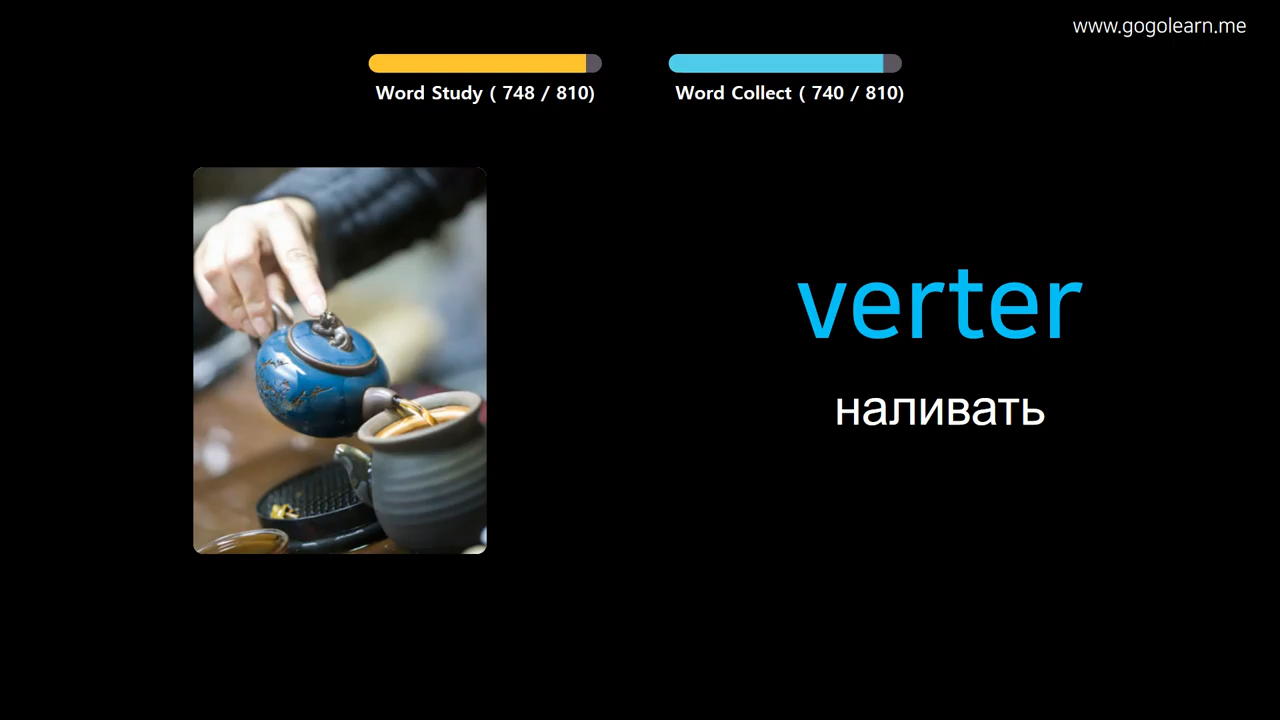 www.gogolearn.me
Word Study ( 748 / 810)
Word Collect ( 740 / 810)
verter
наливать